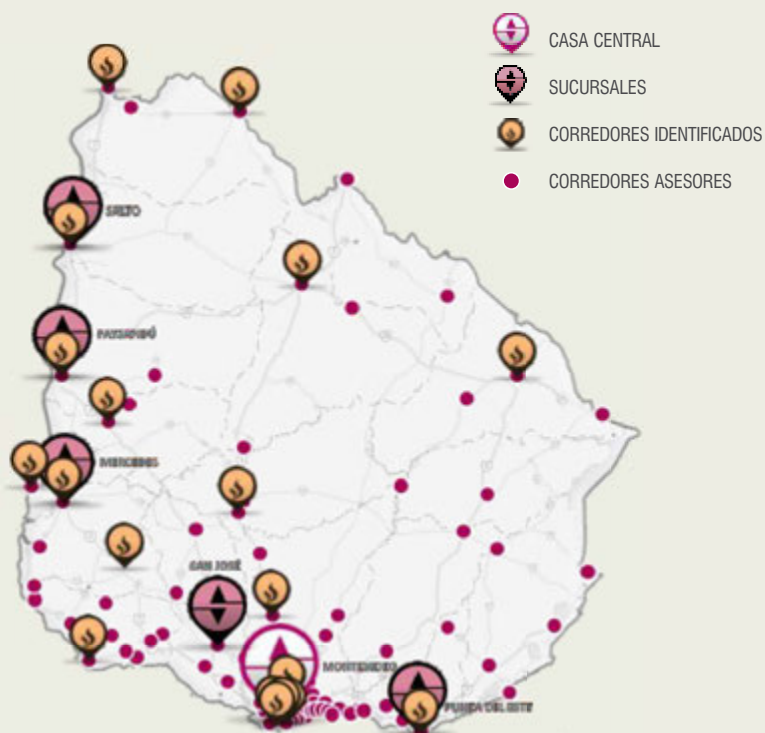 CASA CENTRAL
SUCURSALES
CORREDORES IDENTIFICADOS
CORREDORES ASESORES
SALTO
PAYSANDÚ
MERCEDES
SAN JOSÉ
MONTEVIDEO
PUNTA DEL ESTE